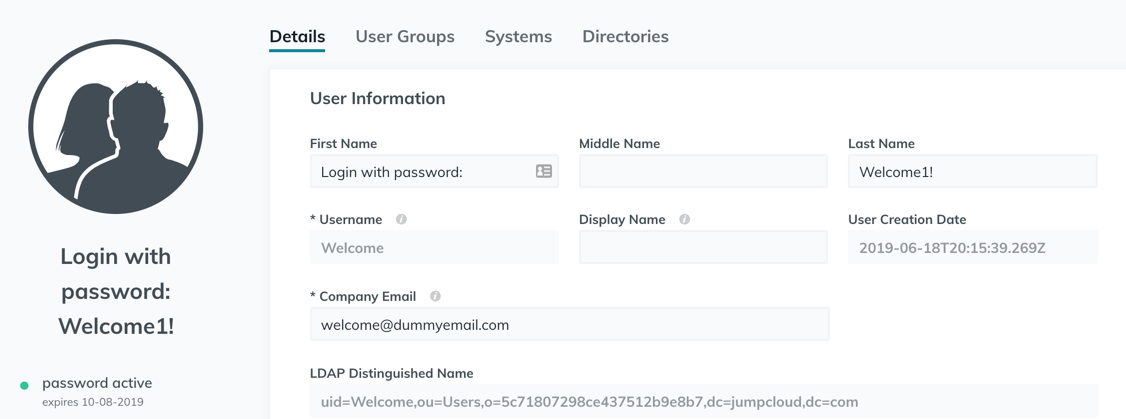 Details User Groups Systems Directories
User Information
First Name Middle Name Last Name
Login with password: Welcome1!
* Username Display Name User Creation Date
Welcome 2019-06-18T20:15:39.269Z
* Company Email
welcome@dummyemail.com
LDAP Distinguished Name
uid=Welcome,ou=Users,o=5c71807298ce437512b9e8b7,dc=jumpcloud,dc=com
Login with
password:
Welcome1!
password active
expires 10-08-2019